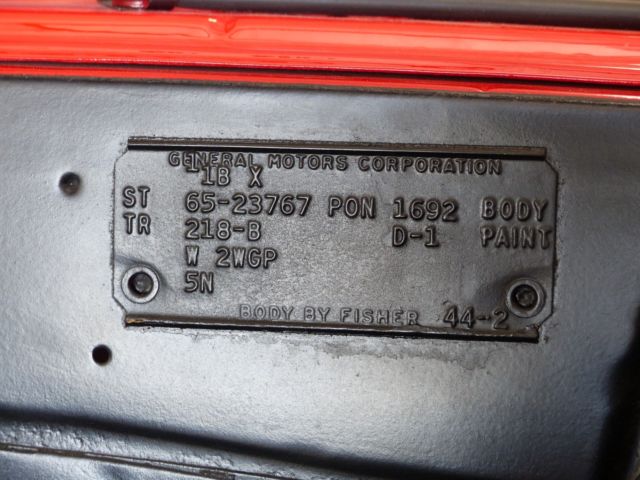 GENERAL MOTORS CORPORATION
1B X
ST 65-23767 PON 1692 BODY
TR 218-B D-1 PAINT
W 2WGP
5N
BODY BY FISHER 44-2